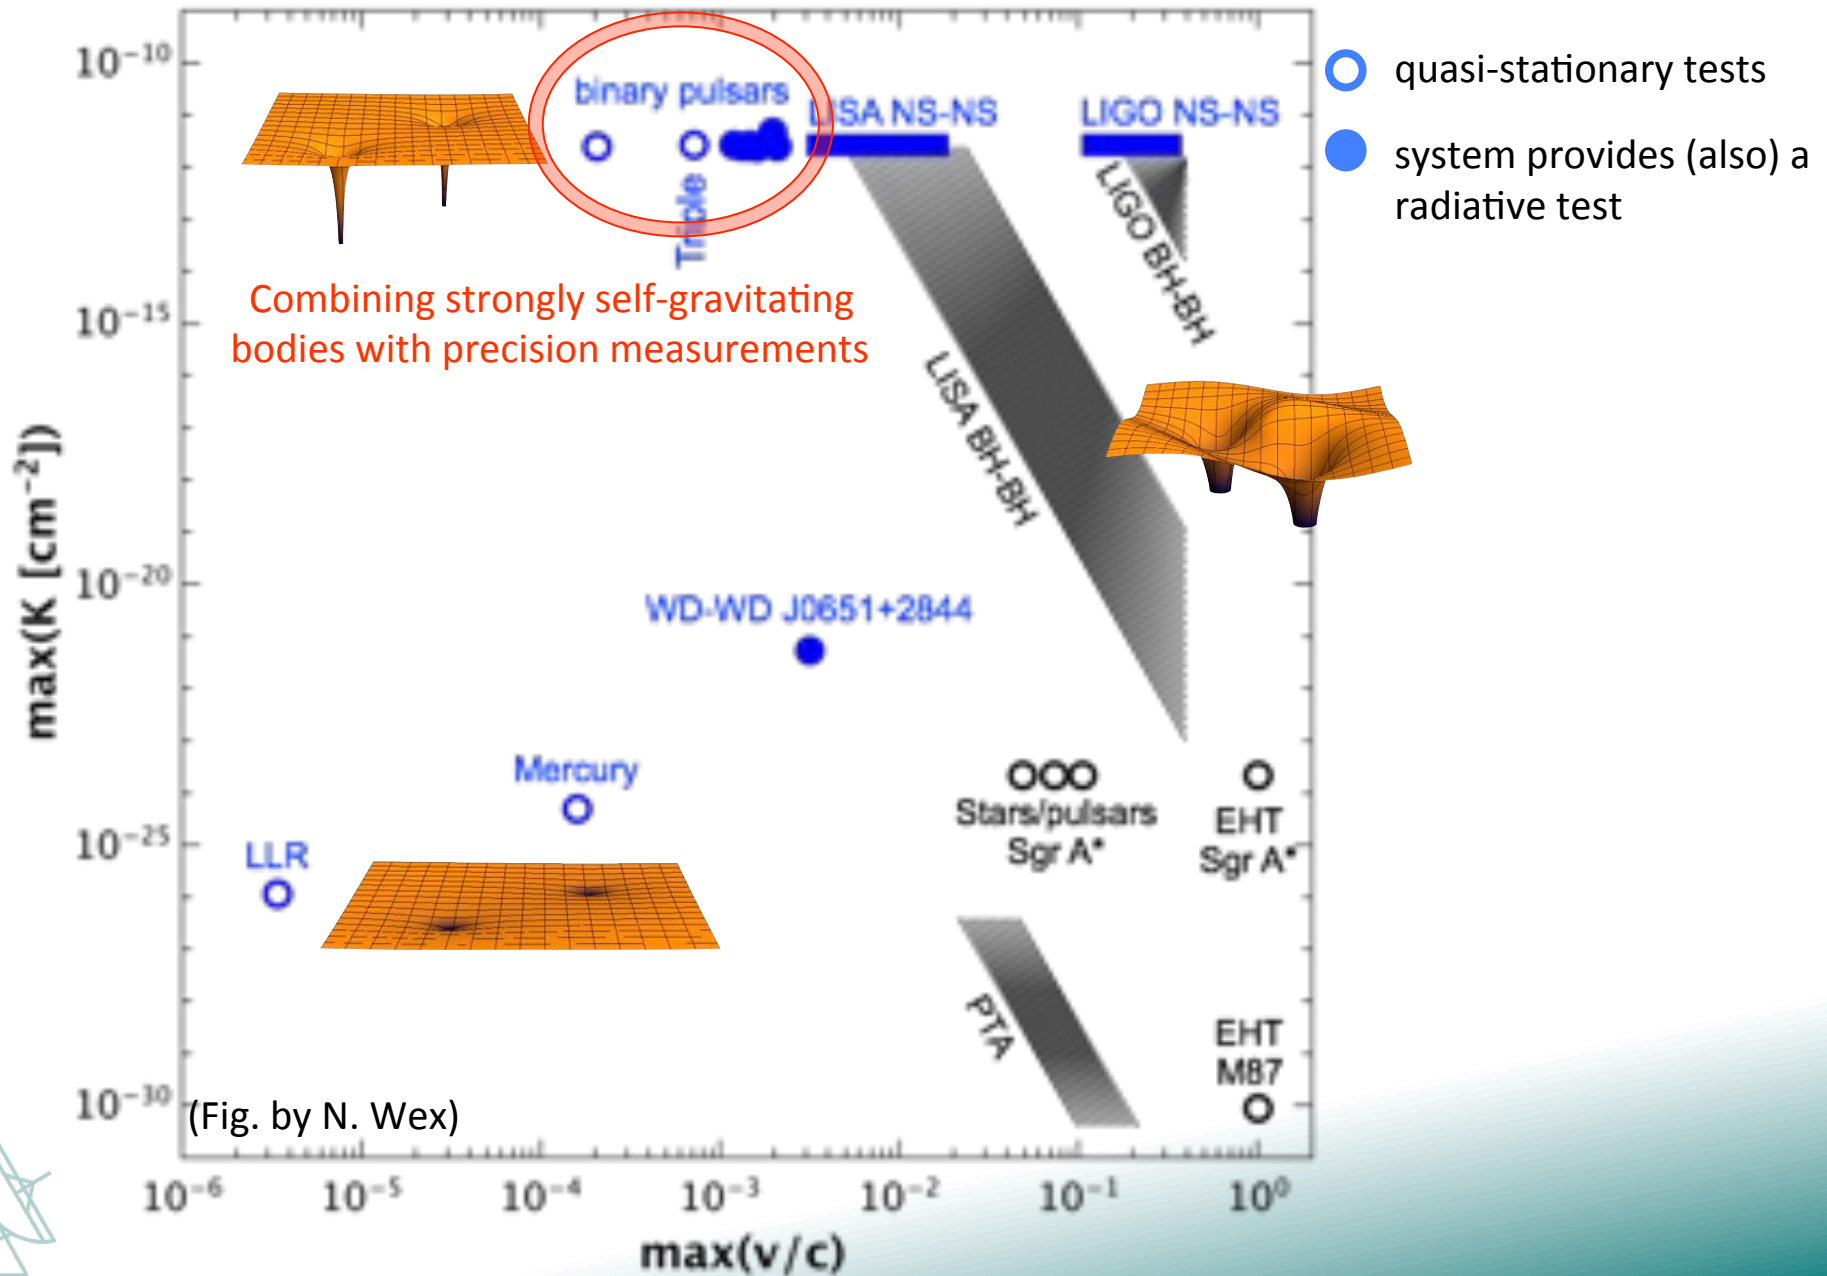 10⁻¹⁰
10⁻¹⁵
10⁻²⁰
10⁻²⁵
10⁻³⁰
max(K [cm⁻²])
binary pulsars
Triple
LISA NS-NS
LIGO NS-NS
LIGO BH-BH
LISA BH-BH
Combining strongly self-gravitating
bodies with precision measurements
WD-WD J0651+2844
Mercury
LLR
Stars/pulsars
Sgr A*
EHT
Sgr A*
PTA
EHT
M87
(Fig. by N. Wex)
10⁻⁶
10⁻⁵
10⁻⁴
10⁻³
10⁻²
10⁻¹
10⁰
max(v/c)
quasi-stationary tests
system provides (also) a
radiative test